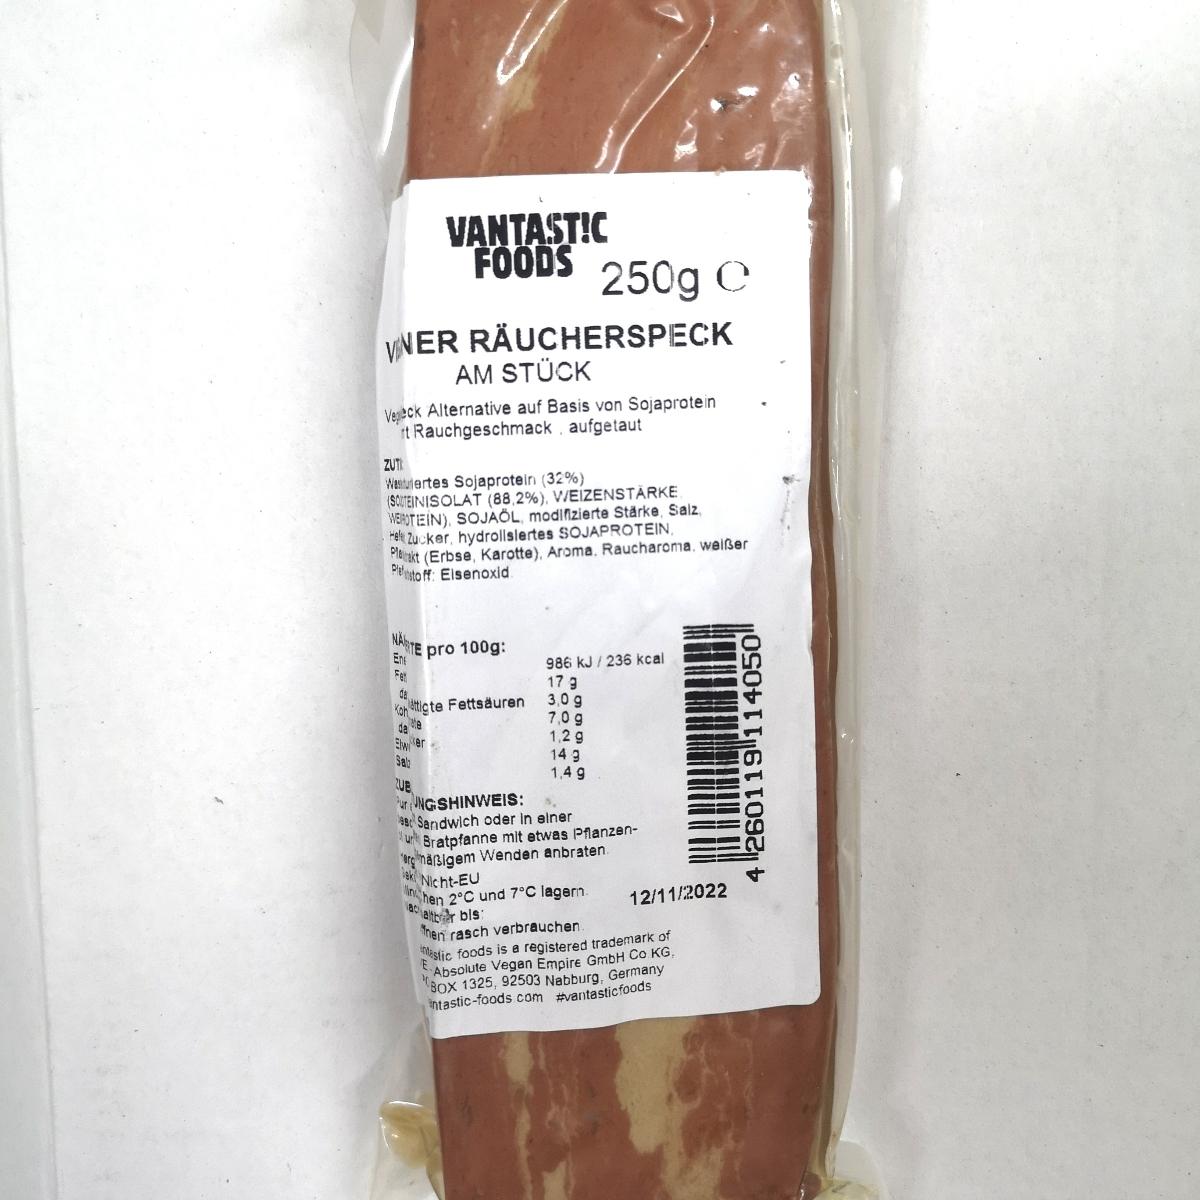 VANTAST!C
FOODS
250g ℮
RÄUCHERSPECK
AM STÜCK
Alternative auf Basis von Sojaprotein
Rauchgeschmack , aufgetaut
Sojaprotein (32%)
(88,2%), WEIZENSTÄRKE,
SOJAÖL, modifizierte Stärke, Salz,
Zucker, hydrolisiertes SOJAPROTEIN,
(Erbse, Karotte), Aroma, Raucharoma, weißer
Eisenoxid.
pro 100g:
986 kJ / 236 kcal
17 g
Fettsäuren 3,0 g
7,0 g
1,2 g
14 g
1,4 g
Sandwich oder in einer
Bratpfanne mit etwas Pflanzen-
Wenden anbraten.
Nicht-EU
2°C und 7°C lagern.
bis: 12/11/2022
rasch verbrauchen.
foods is a registered trademark of
Absolute Vegan Empire GmbH Co KG,
BOX 1325, 92503 Nabburg, Germany
#vantasticfoods
4 260119 114050